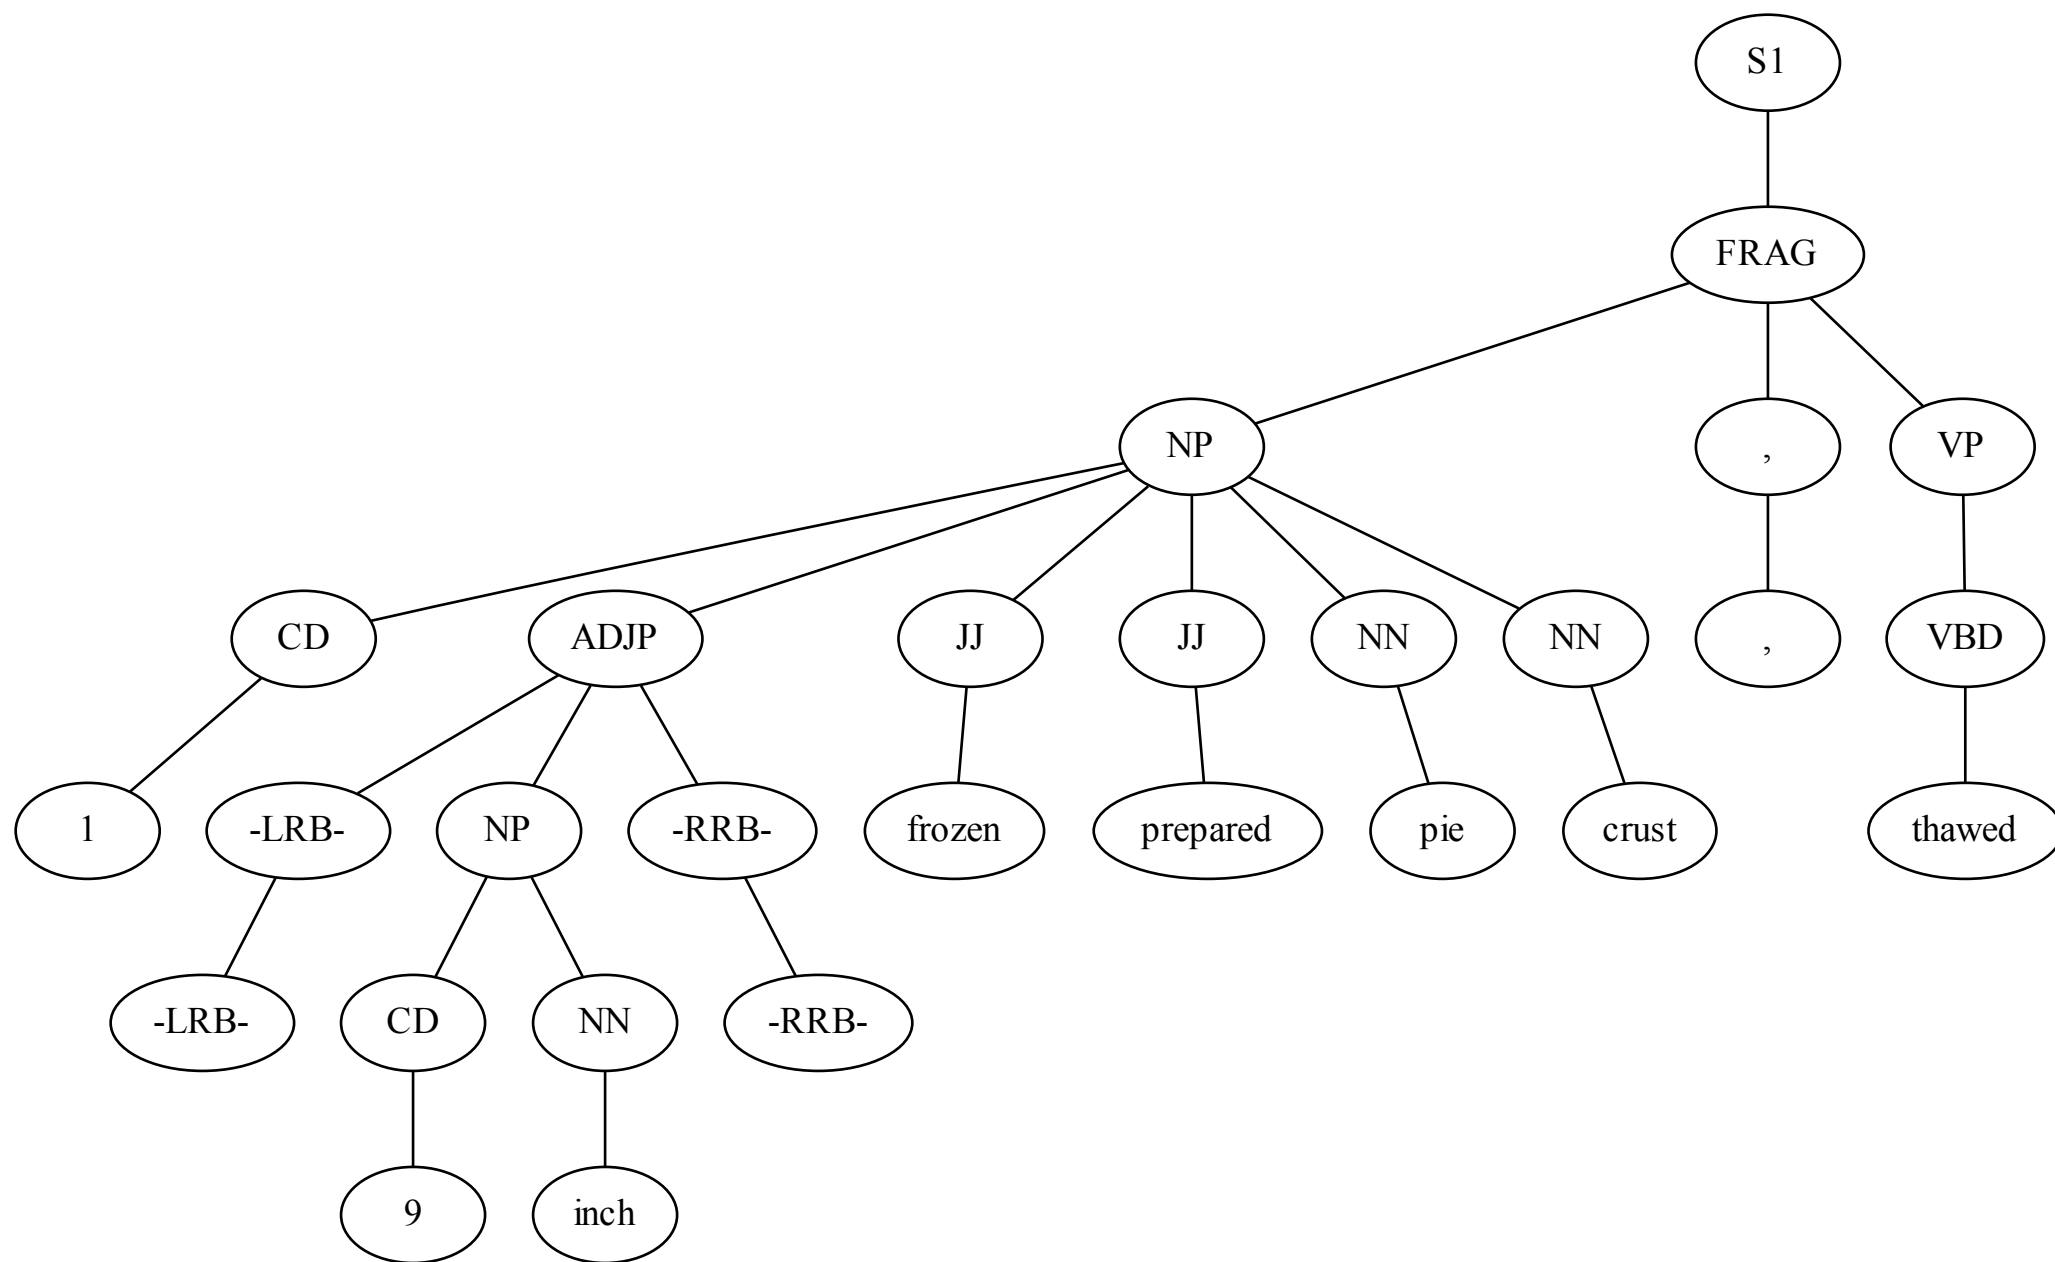 S1
FRAG
NP , VP
CD ADJP JJ JJ NN NN , VBD
1 -LRB- NP -RRB- frozen prepared pie crust thawed
-LRB- CD NN -RRB-
9 inch